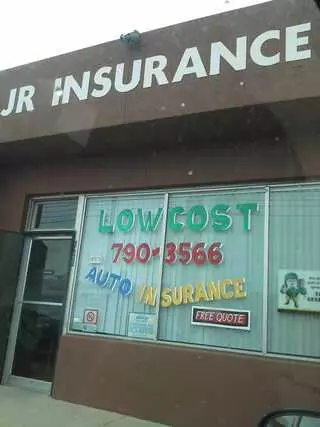 JR INSURANCE
LOW COST
790-3566
AUTO INSURANCE
FREE QUOTE